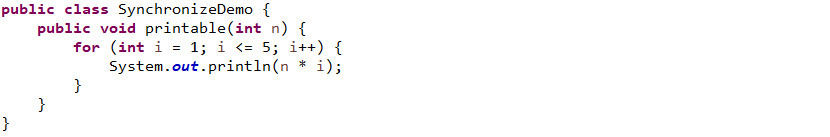 public class SynchronizeDemo {
    public void printable(int n) {
        for (int i = 1; i <= 5; i++) {
            System.out.println(n * i);
        }
    }
}